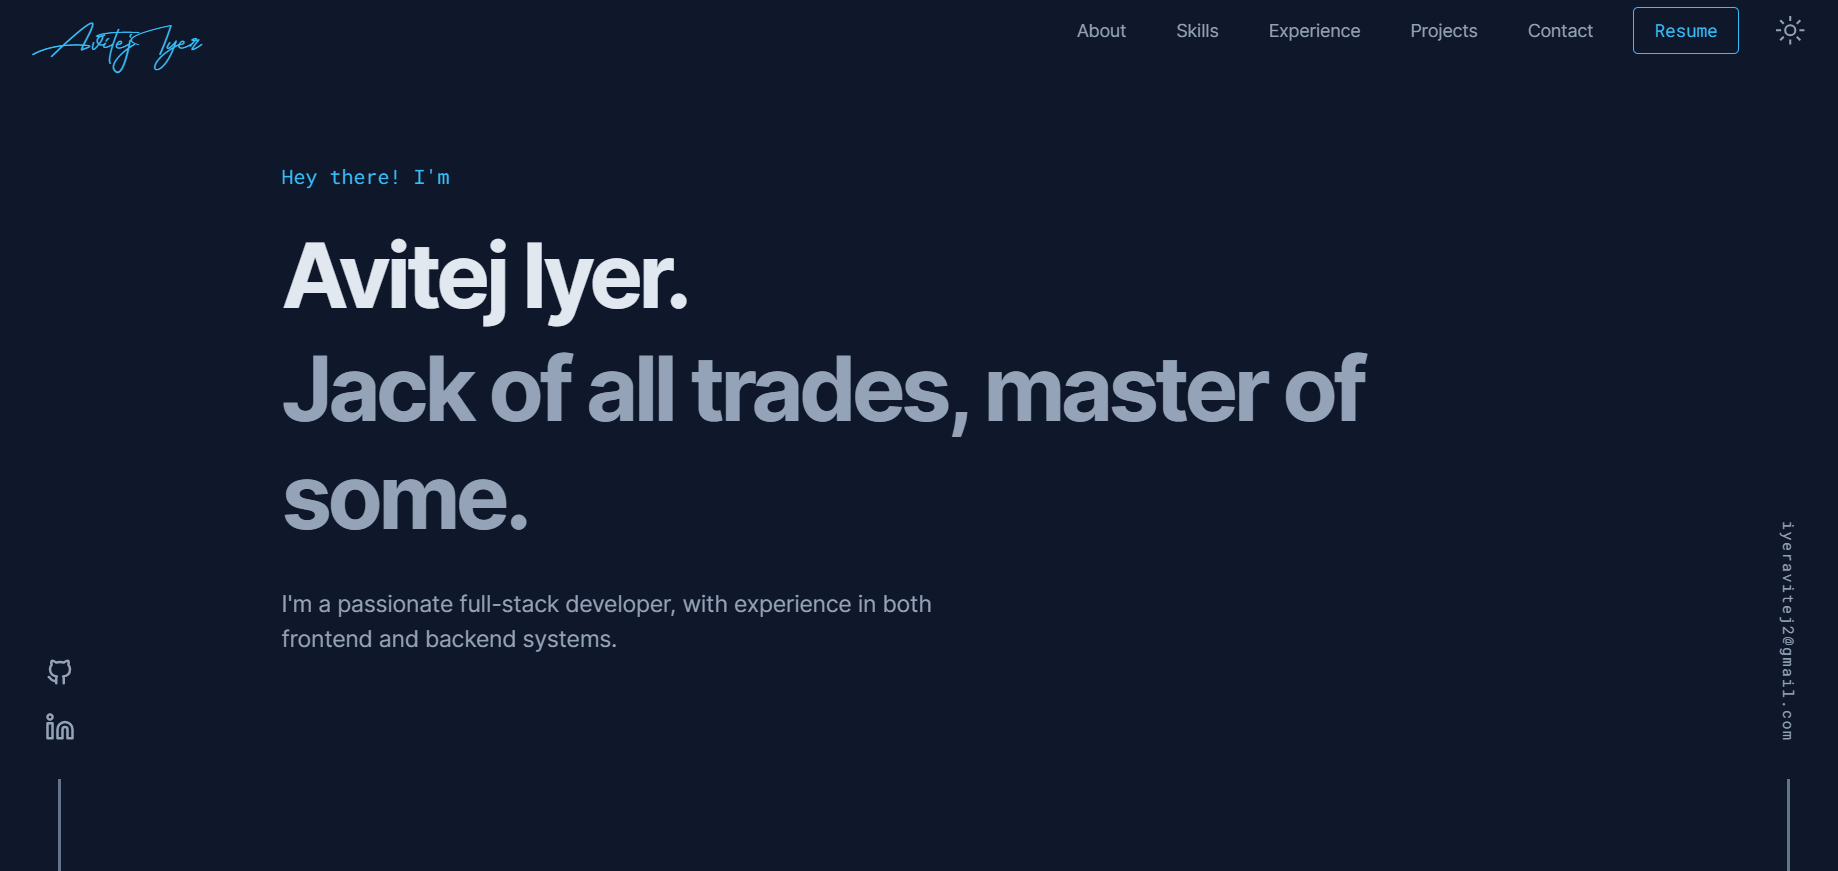 Avitej Iyer
About
Skills
Experience
Projects
Contact
Resume
Hey there! I'm
Avitej Iyer.
Jack of all trades, master of
some.
I'm a passionate full-stack developer, with experience in both
frontend and backend systems.
iyeravitej2@gmail.com